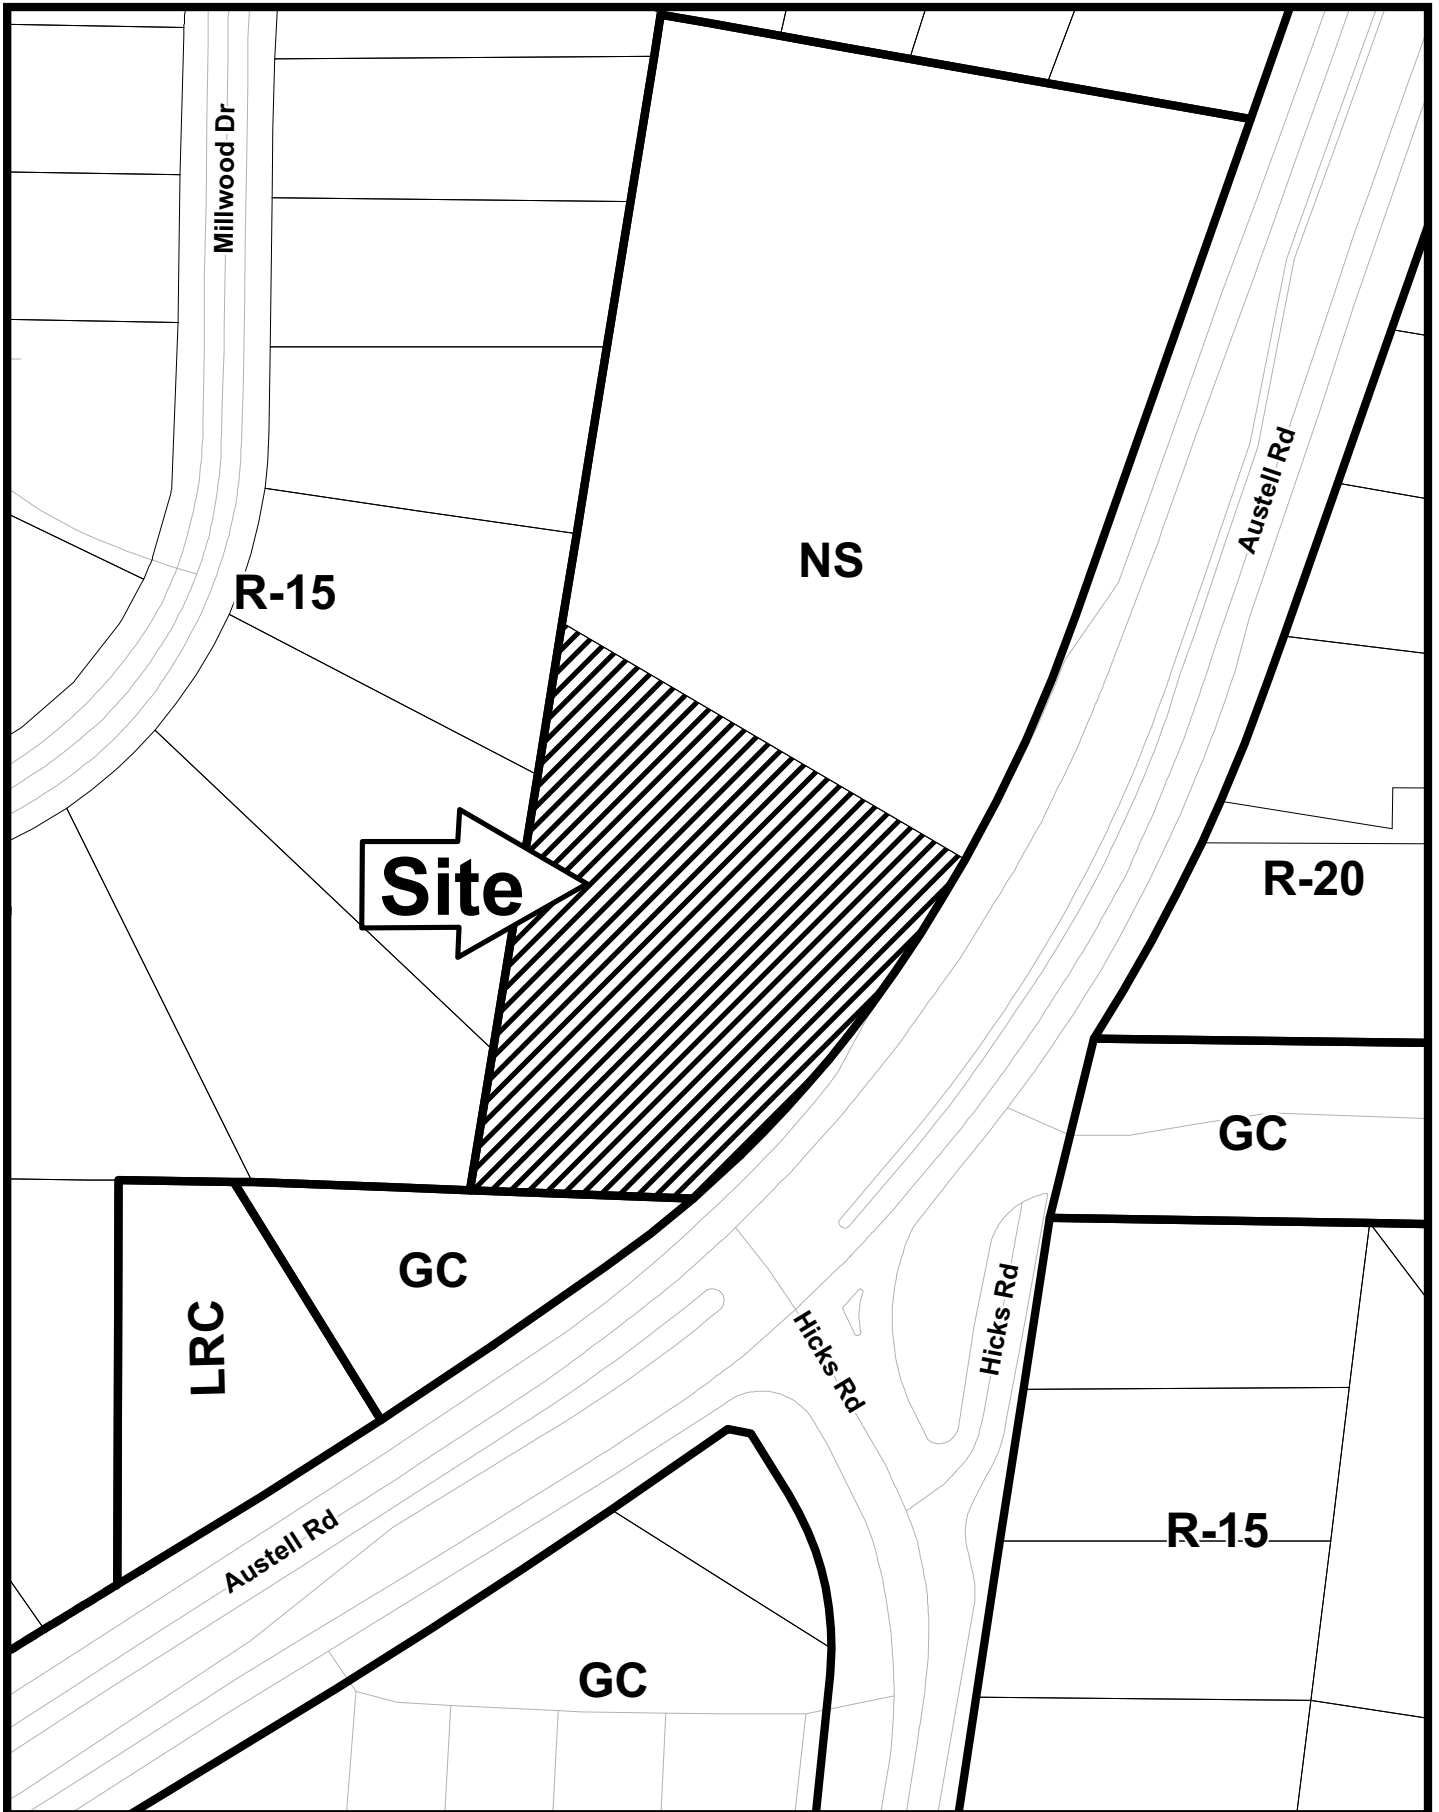 Millwood Dr
Austell Rd
NS
R-15
Site
R-20
GC
GC
LRC
Hicks Rd
Hicks Rd
Austell Rd
R-15
GC